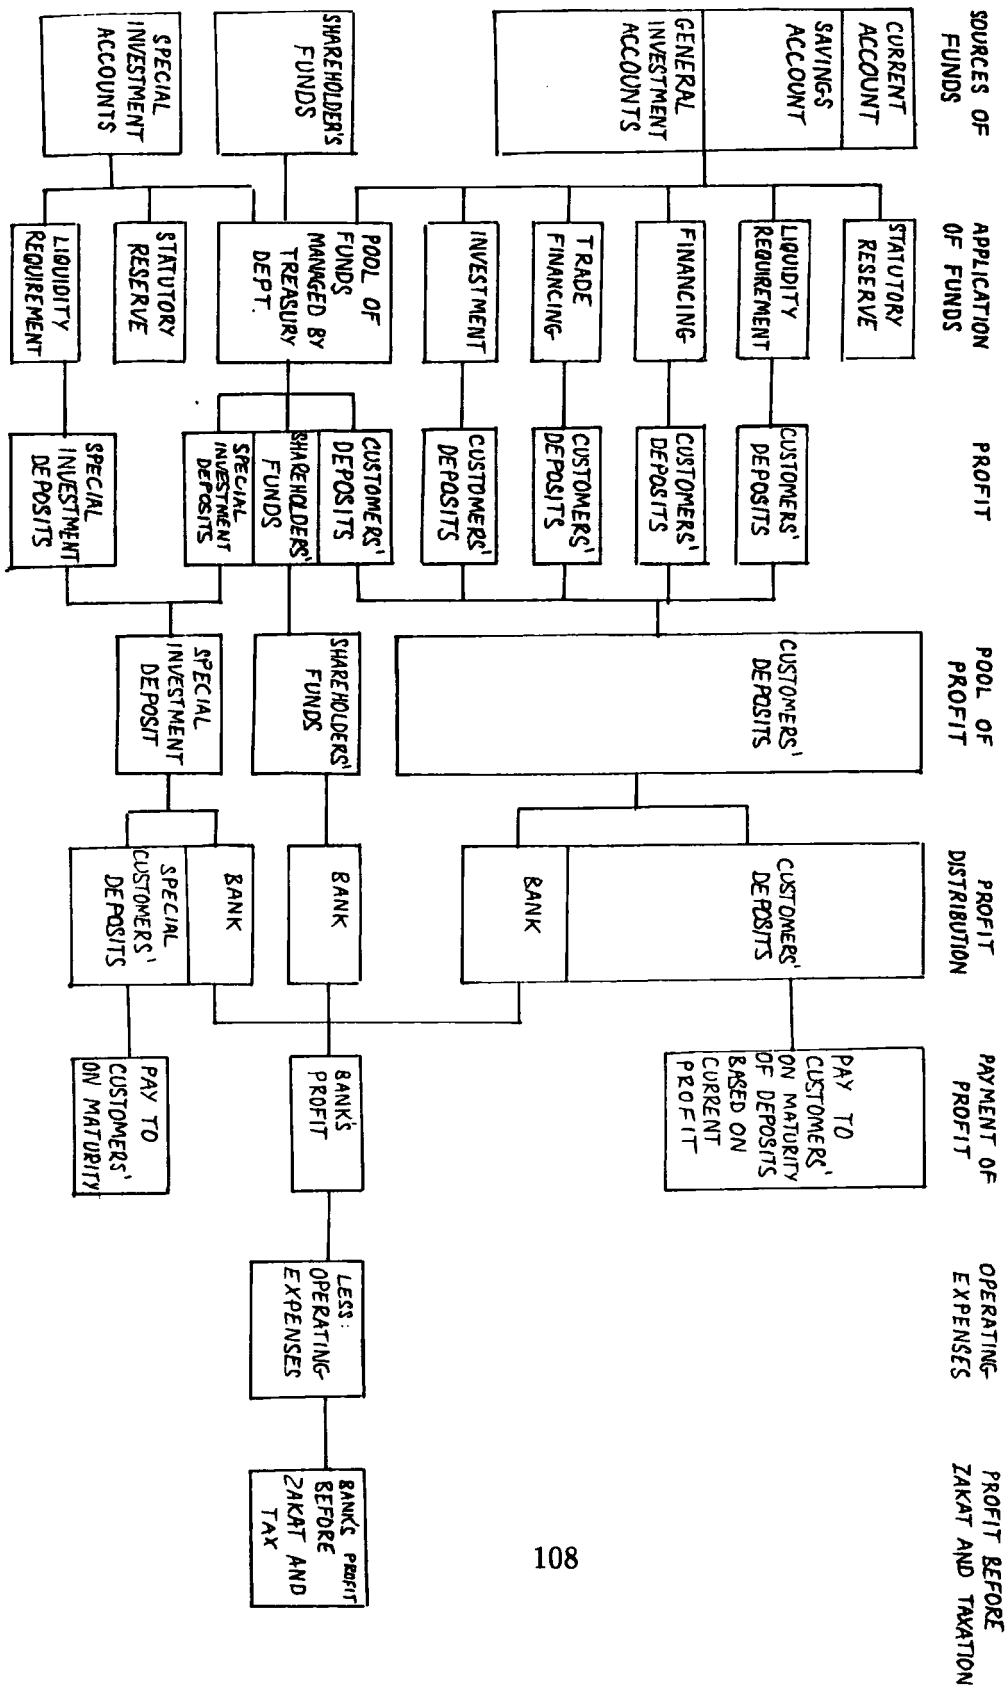 SOURCES OF
FUNDS
APPLICATION
OF FUNDS
PROFIT
POOL OF
PROFIT
PROFIT
DISTRIBUTION
PAYMENT OF
PROFIT
OPERATING
EXPENSES
PROFIT BEFORE
ZAKAT AND TAXATION
CURRENT
ACCOUNT
SAVINGS
ACCOUNT
GENERAL
INVESTMENT
ACCOUNTS
SHAREHOLDER'S
FUNDS
SPECIAL
INVESTMENT
ACCOUNTS
STATUTORY
RESERVE
LIQUIDITY
REQUIREMENT
FINANCING
TRADE
FINANCING
INVESTMENT
POOL OF
FUNDS
MANAGED BY
TREASURY
DEPT.
STATUTORY
RESERVE
LIQUIDITY
REQUIREMENT
CUSTOMERS'
DEPOSITS
CUSTOMERS'
DEPOSITS
CUSTOMERS'
DEPOSITS
CUSTOMERS'
DEPOSITS
CUSTOMERS'
DEPOSITS
SHAREHOLDERS'
FUNDS
SPECIAL
INVESTMENT
DEPOSITS
SPECIAL
INVESTMENT
DEPOSITS
CUSTOMERS'
DEPOSITS
SHAREHOLDERS'
FUNDS
SPECIAL
INVESTMENT
DEPOSIT
CUSTOMERS'
DEPOSITS
BANK
BANK
BANK
SPECIAL
CUSTOMERS'
DEPOSITS
PAY TO
CUSTOMERS'
ON MATURITY
OF DEPOSITS
BASED ON
CURRENT
PROFIT
BANK'S
PROFIT
PAY TO
CUSTOMERS'
ON MATURITY
LESS:
OPERATING
EXPENSES
BANK'S PROFIT
BEFORE
ZAKAT AND
TAX
108